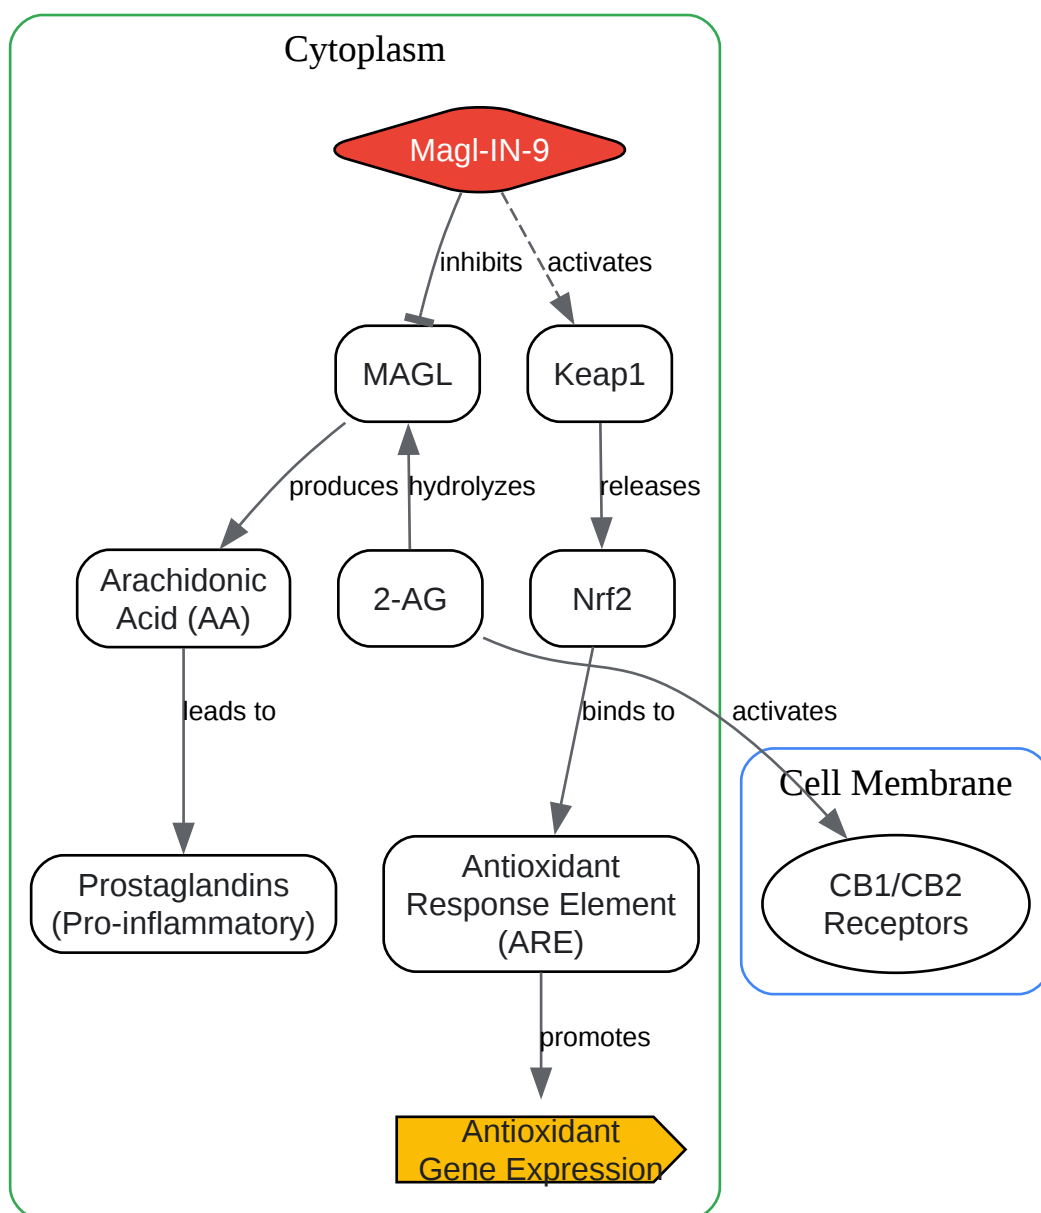 Cytoplasm
Magl-IN-9
inhibits
activates
MAGL
Keap1
produces
hydrolyzes
releases
Arachidonic
Acid (AA)
2-AG
Nrf2
leads to
binds to
activates
Cell Membrane
Prostaglandins
(Pro-inflammatory)
Antioxidant
Response Element
(ARE)
CB1/CB2
Receptors
promotes
Antioxidant
Gene Expression